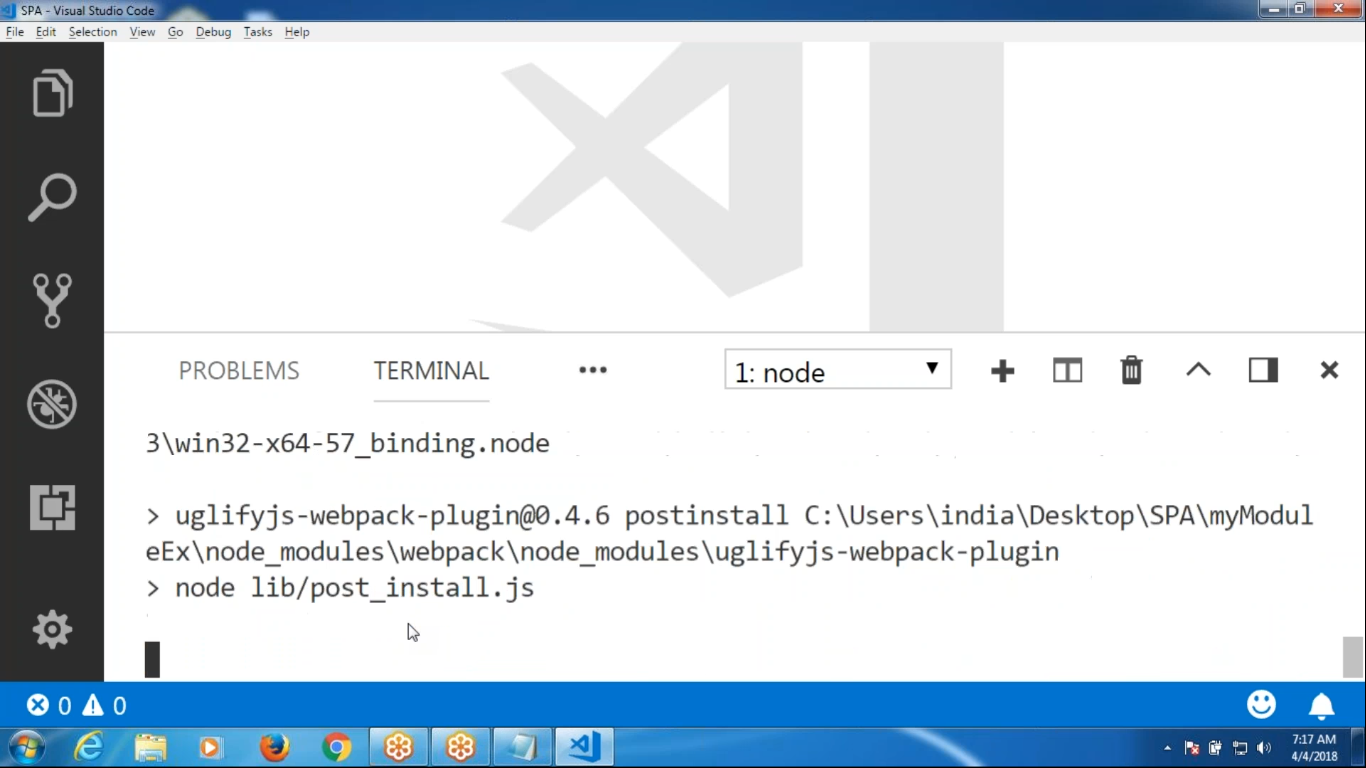 SPA - Visual Studio Code
File Edit Selection View Go Debug Tasks Help
PROBLEMS TERMINAL ••• 1: node
3\win32-x64-57_binding.node
> uglifyjs-webpack-plugin@0.4.6 postinstall C:\Users\india\Desktop\SPA\myModul
eEx\node_modules\webpack\node_modules\uglifyjs-webpack-plugin
> node lib/post_install.js
0 0
7:17 AM
4/4/2018